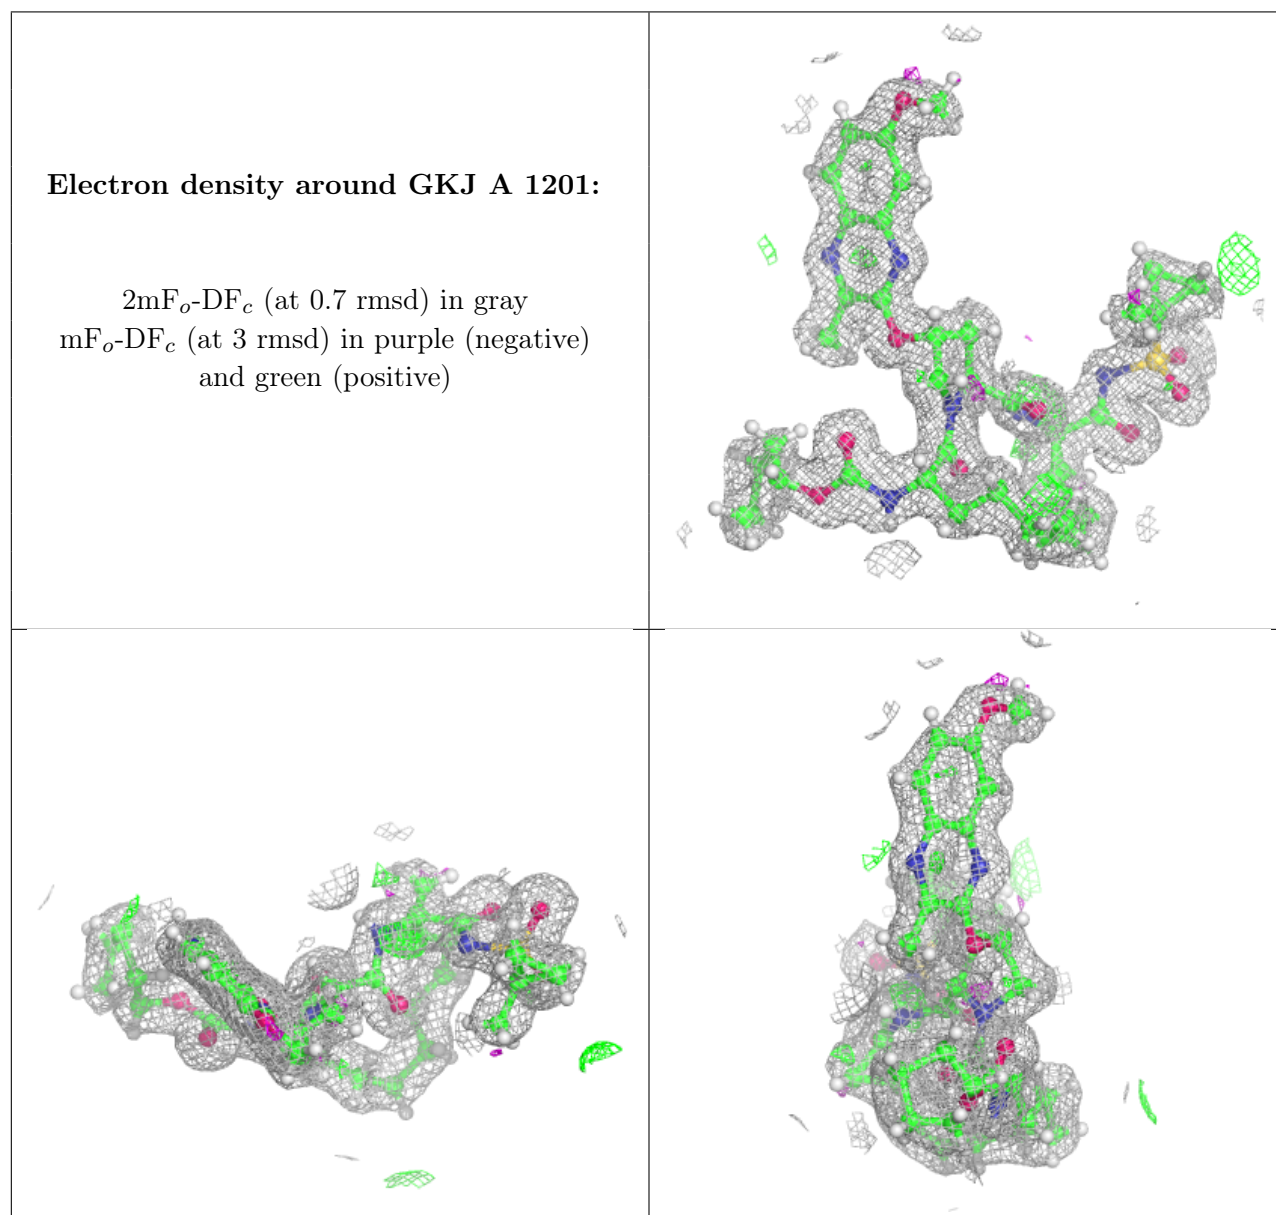 Electron density around GKJ A 1201:
2mFo-DFc (at 0.7 rmsd) in gray
mFo-DFc (at 3 rmsd) in purple (negative)
and green (positive)